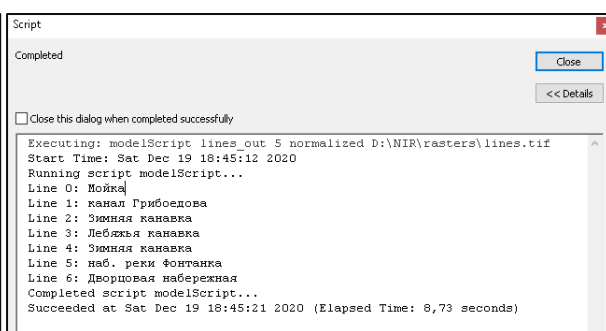 Script
Completed
Close
<< Details
Close this dialog when completed successfully
Executing: modelScript lines_out 5 normalized D:\NIR\rasters\lines.tif
Start Time: Sat Dec 19 18:45:12 2020
Running script modelScript...
Line 0: Мойка
Line 1: канал Грибоедова
Line 2: Зимняя канавка
Line 3: Лебяжья канавка
Line 4: Зимняя канавка
Line 5: наб. реки Фонтанка
Line 6: Дворцовая набережная
Completed script modelScript...
Succeeded at Sat Dec 19 18:45:21 2020 (Elapsed Time: 8,73 seconds)